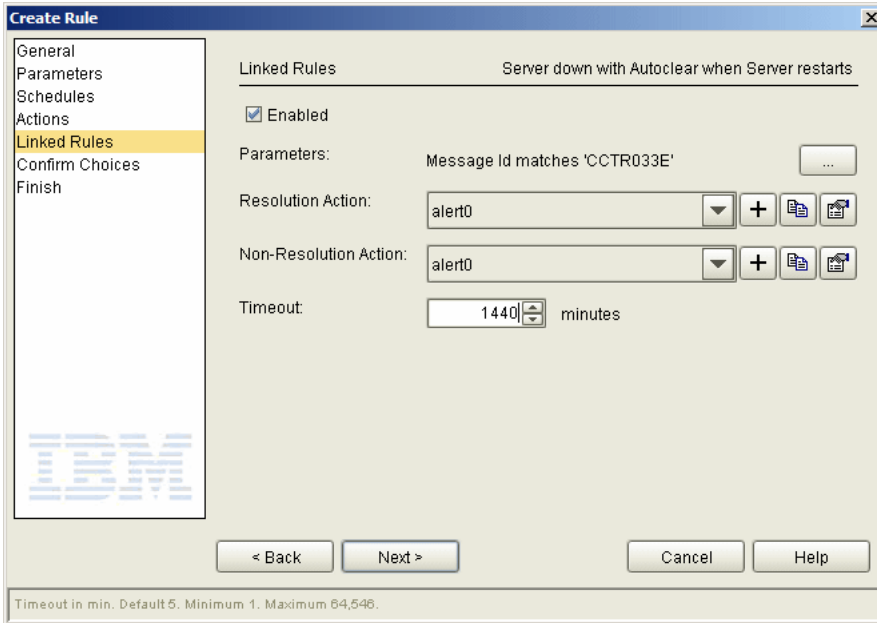 Create Rule
General
Parameters
Schedules
Actions
Linked Rules
Confirm Choices
Finish
IBM
Linked Rules Server down with Autoclear when Server restarts
Enabled
Parameters: Message Id matches 'CCTR033E' ...
Resolution Action: alert0
Non-Resolution Action: alert0
Timeout: 1440 minutes
< Back Next > Cancel Help
Timeout in min. Default 5. Minimum 1. Maximum 64,546.